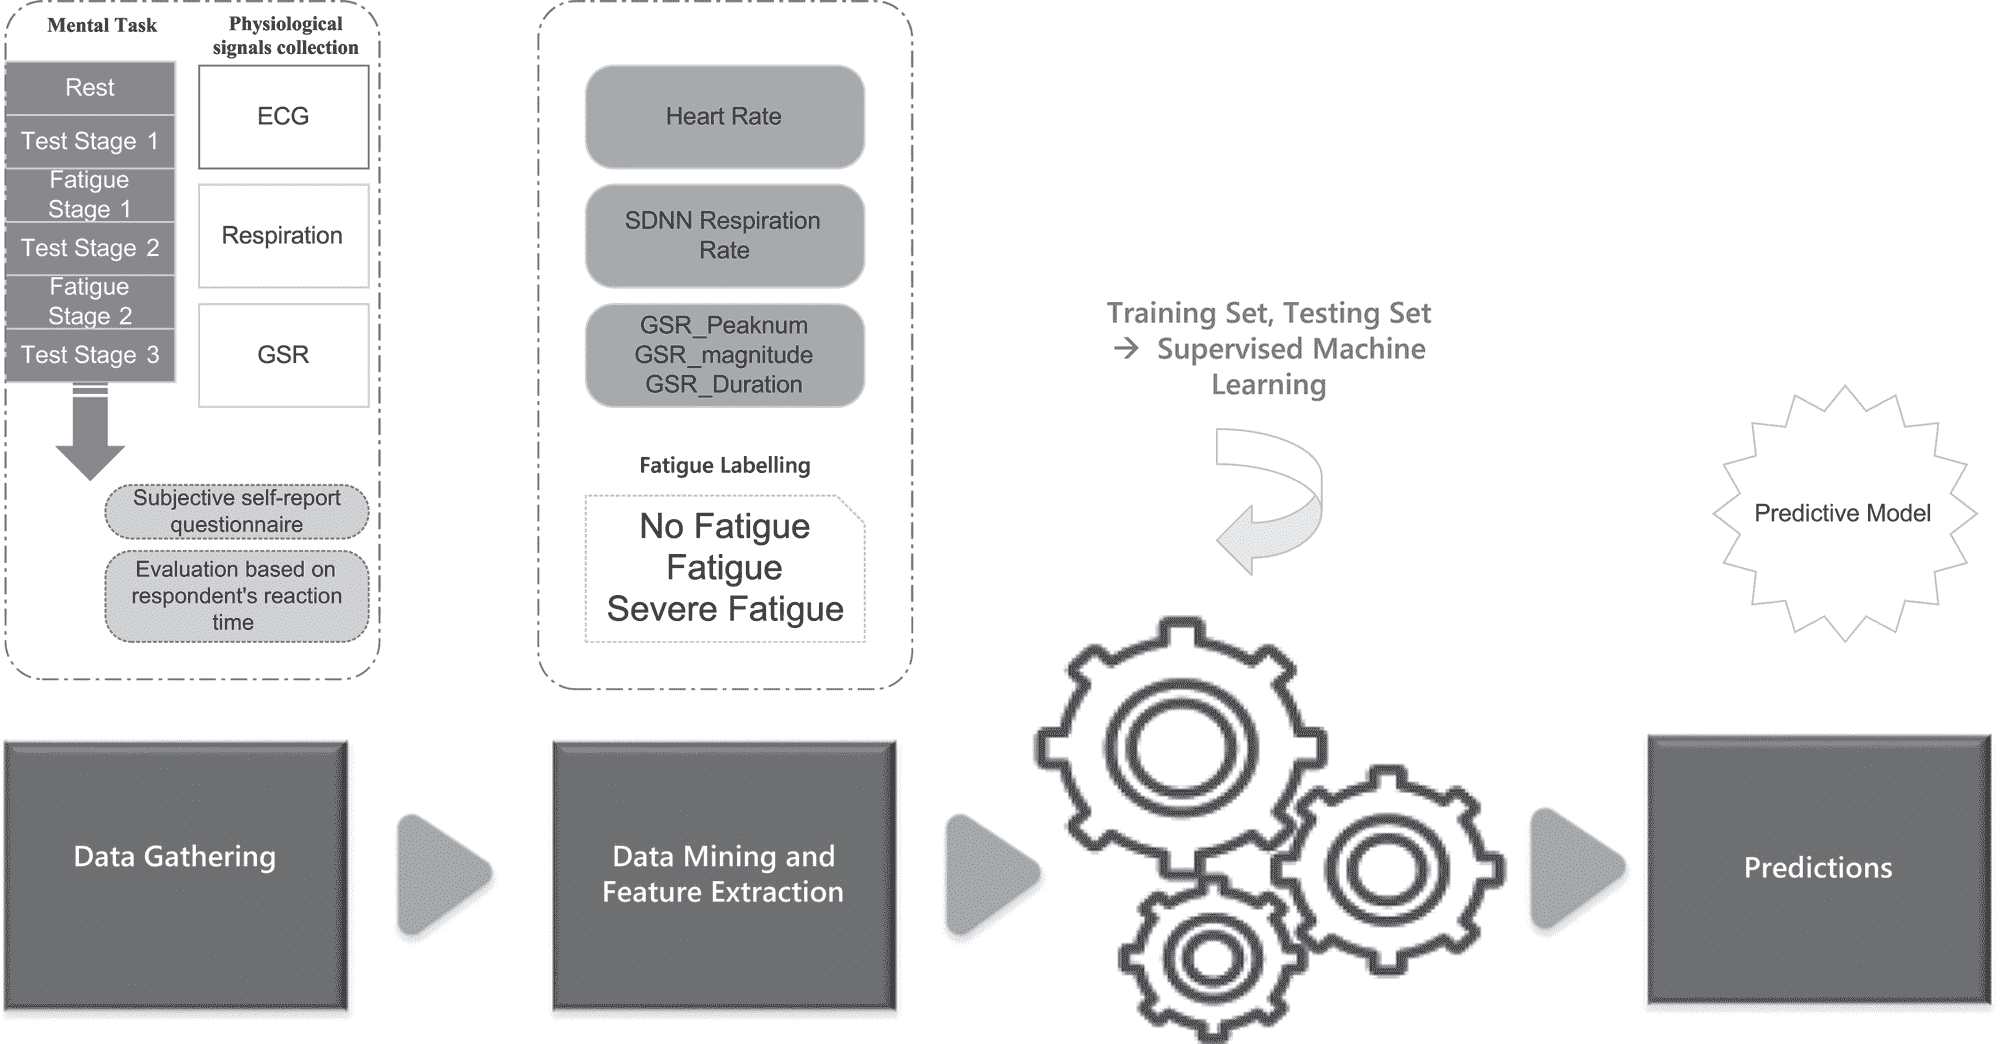 Mental Task
Rest
Test Stage 1
Fatigue
Stage 1
Test Stage 2
Fatigue
Stage 2
Test Stage 3
Physiological
signals collection
ECG
Respiration
GSR
Subjective self-report
questionnaire
Evaluation based on
respondent's reaction
time
Heart Rate
SDNN Respiration
Rate
GSR_Peaknum
GSR_magnitude
GSR_Duration
Fatigue Labelling
No Fatigue
Fatigue
Severe Fatigue
Training Set, Testing Set
→ Supervised Machine
Learning
Predictive Model
Data Gathering
Data Mining and
Feature Extraction
Predictions